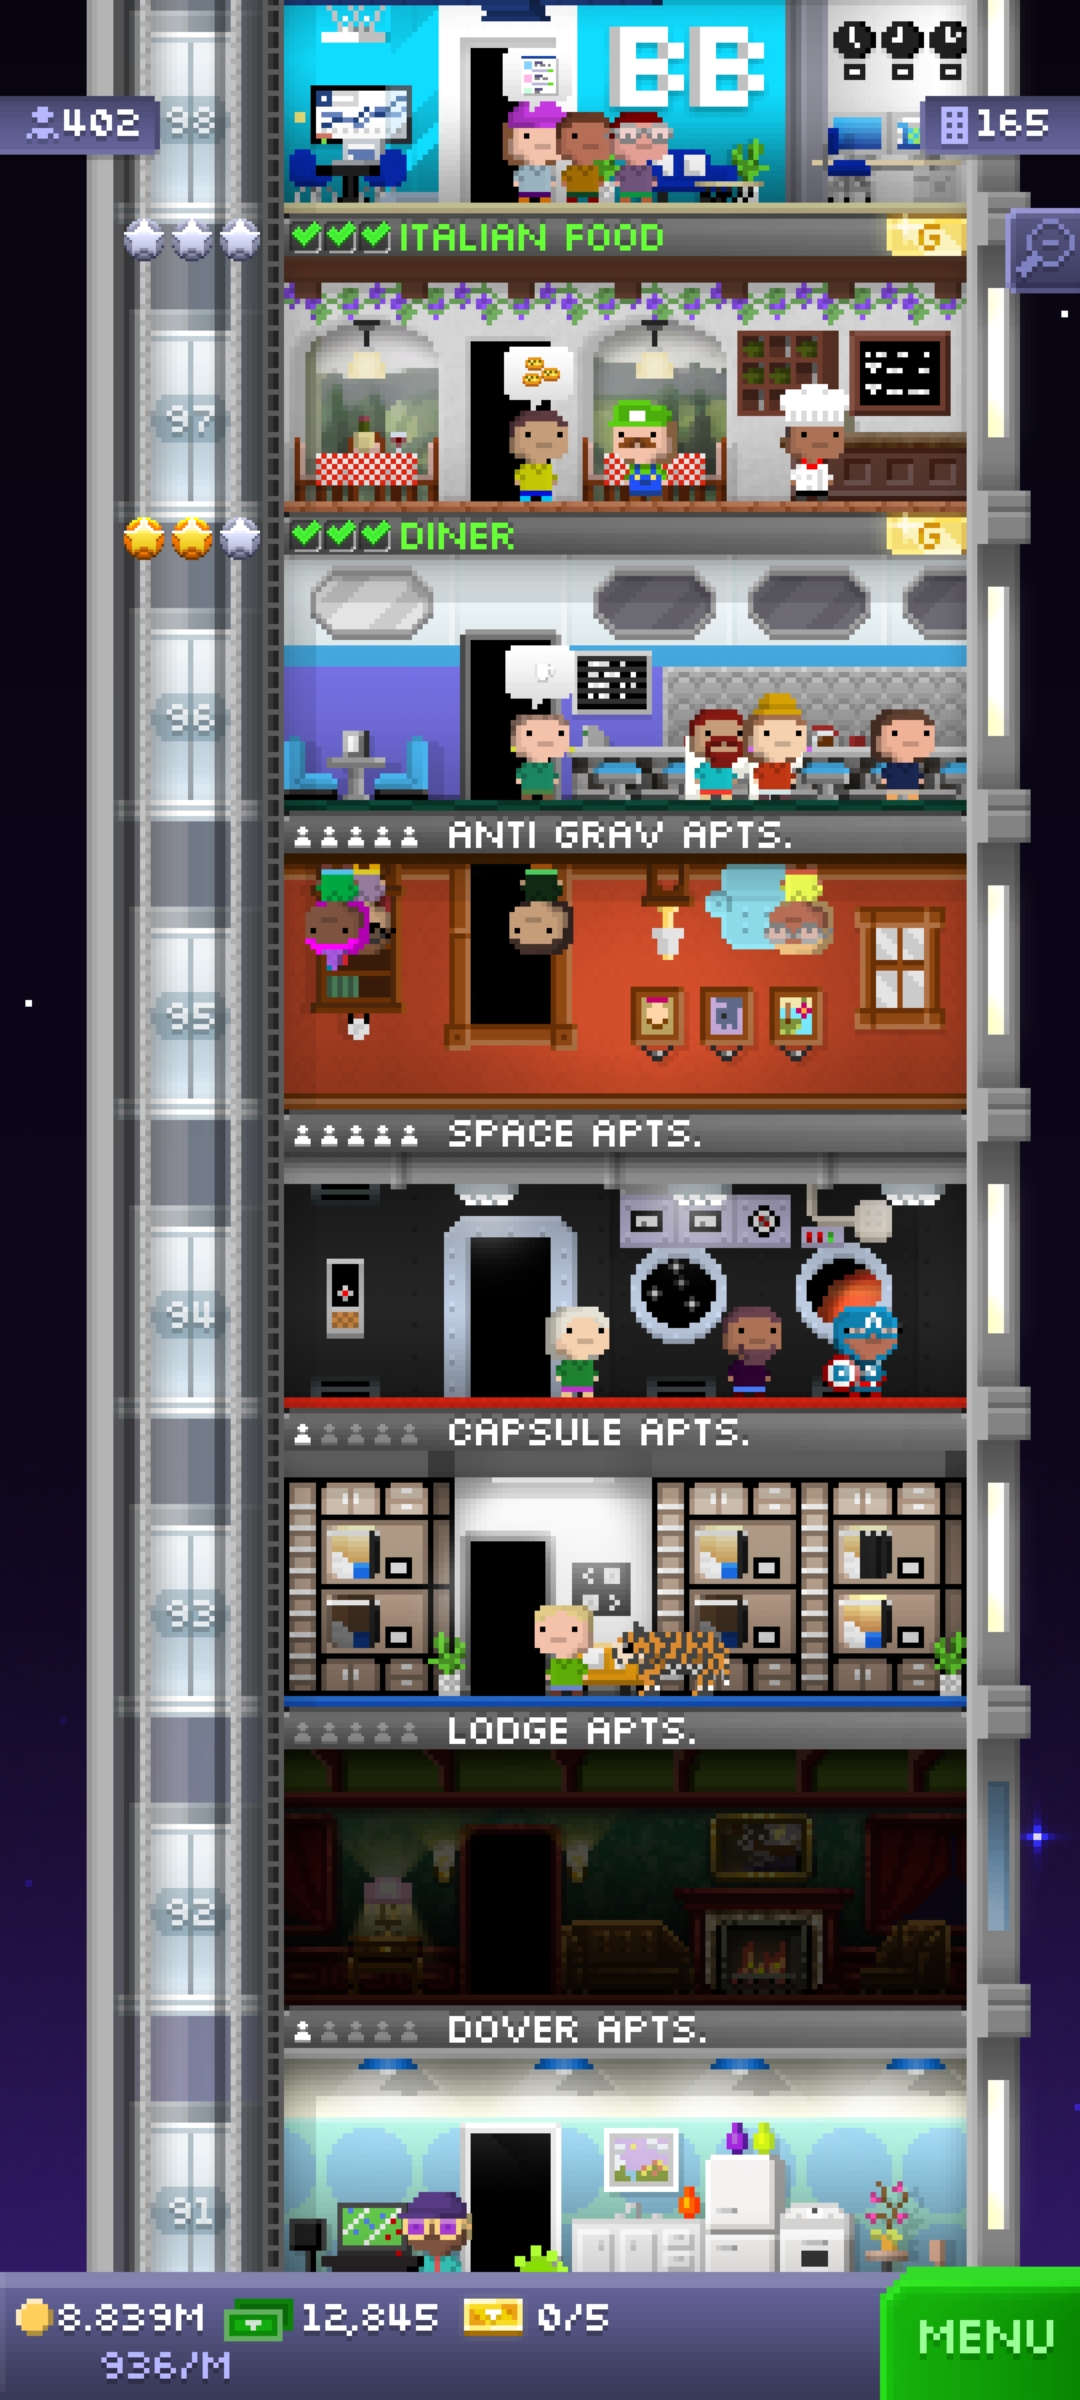 BB
402
98
165
ITALIAN FOOD
G
97
DINER
G
96
ANTI GRAV APTS.
95
SPACE APTS.
94
A
CAPSULE APTS.
93
LODGE APTS.
92
DOVER APTS.
91
8.839M
12,845
0/5
936/M
MENU